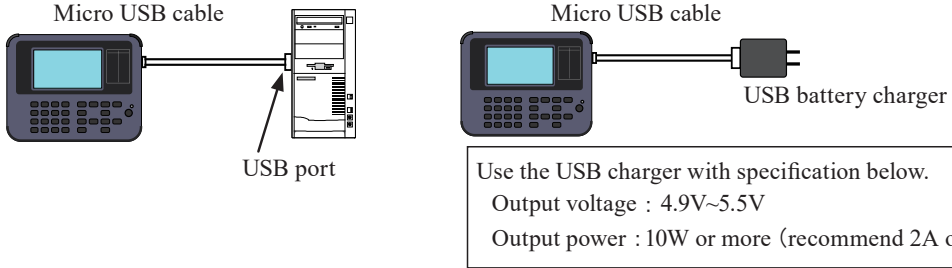 Micro USB cable
USB port
Micro USB cable
USB battery charger
Use the USB charger with specification below.
Output voltage : 4.9V~5.5V
Output power : 10W or more (recommend 2A o